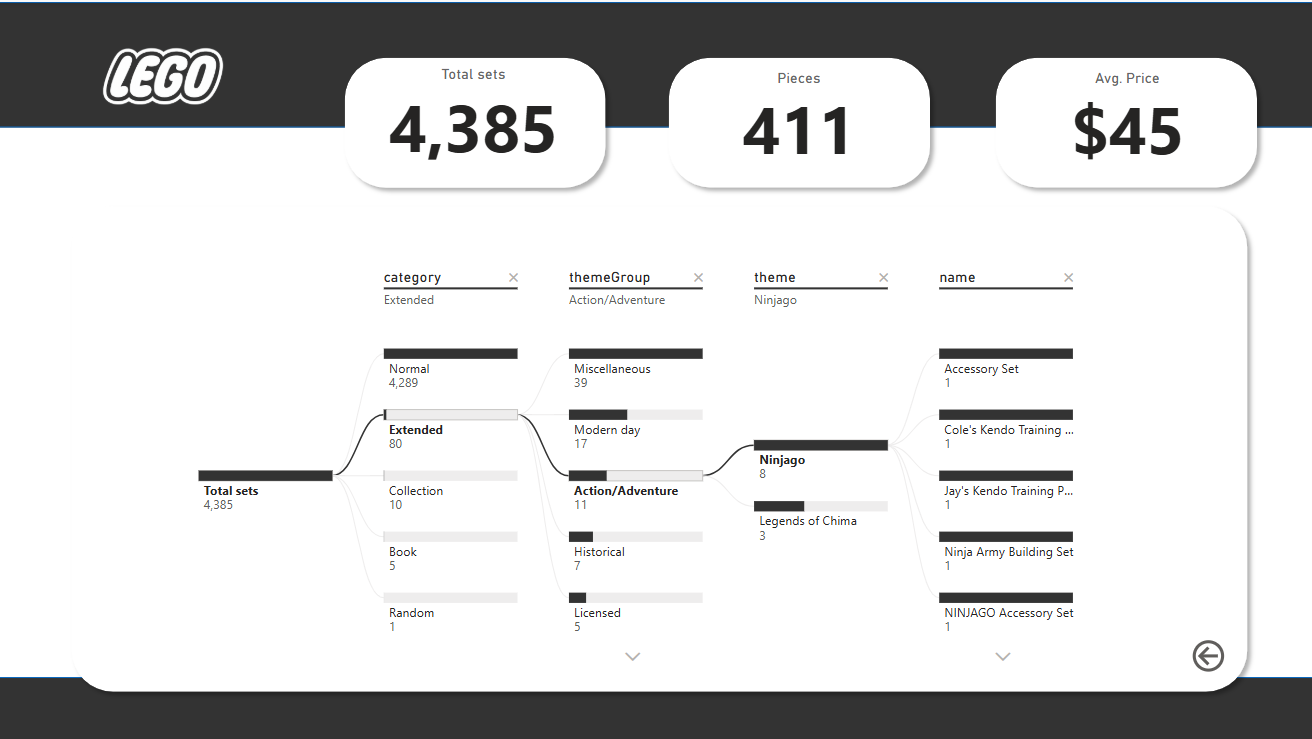 LEGO
Total sets
4,385
Pieces
411
Avg. Price
$45
category
Extended
themeGroup
Action/Adventure
theme
Ninjago
name
Total sets
4,385
Normal
4,289
Extended
80
Collection
10
Book
5
Random
1
Miscellaneous
39
Modern day
17
Action/Adventure
11
Historical
7
Licensed
5
Ninjago
8
Legends of Chima
3
Accessory Set
1
Cole's Kendo Training ...
1
Jay's Kendo Training P...
1
Ninja Army Building Set
1
NINJAGO Accessory Set
1